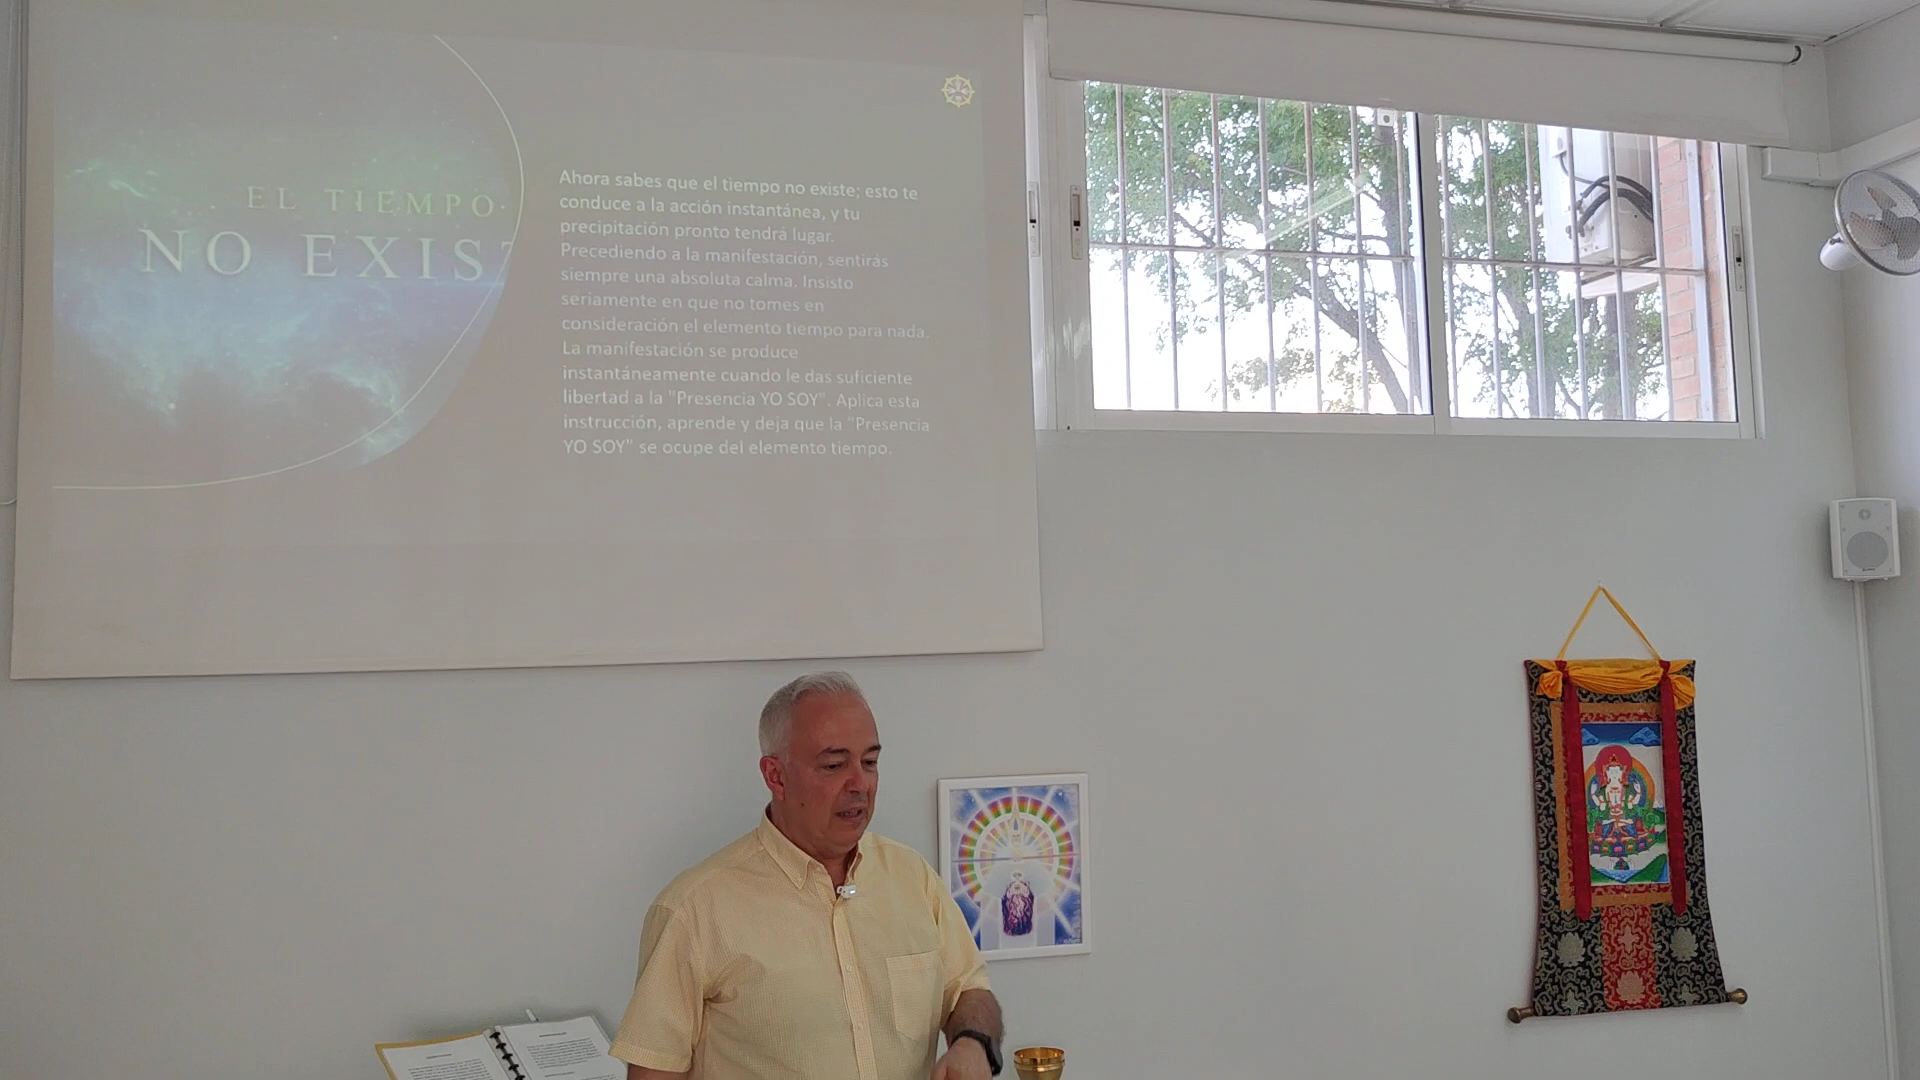 EL TIEMPO
NO EXIS
Ahora sabes que el tiempo no existe; esto te
conduce a la acción instantánea, y tu
precipitación pronto tendrá lugar.
Precediendo a la manifestación, sentirás
siempre una absoluta calma. Insisto
seriamente en que no tomes en
consideración el elemento tiempo para nada.
La manifestación se produce
instantáneamente cuando le das suficiente
libertad a la "Presencia YO SOY". Aplica esta
instrucción, aprende y deja que la "Presencia
YO SOY" se ocupe del elemento tiempo.